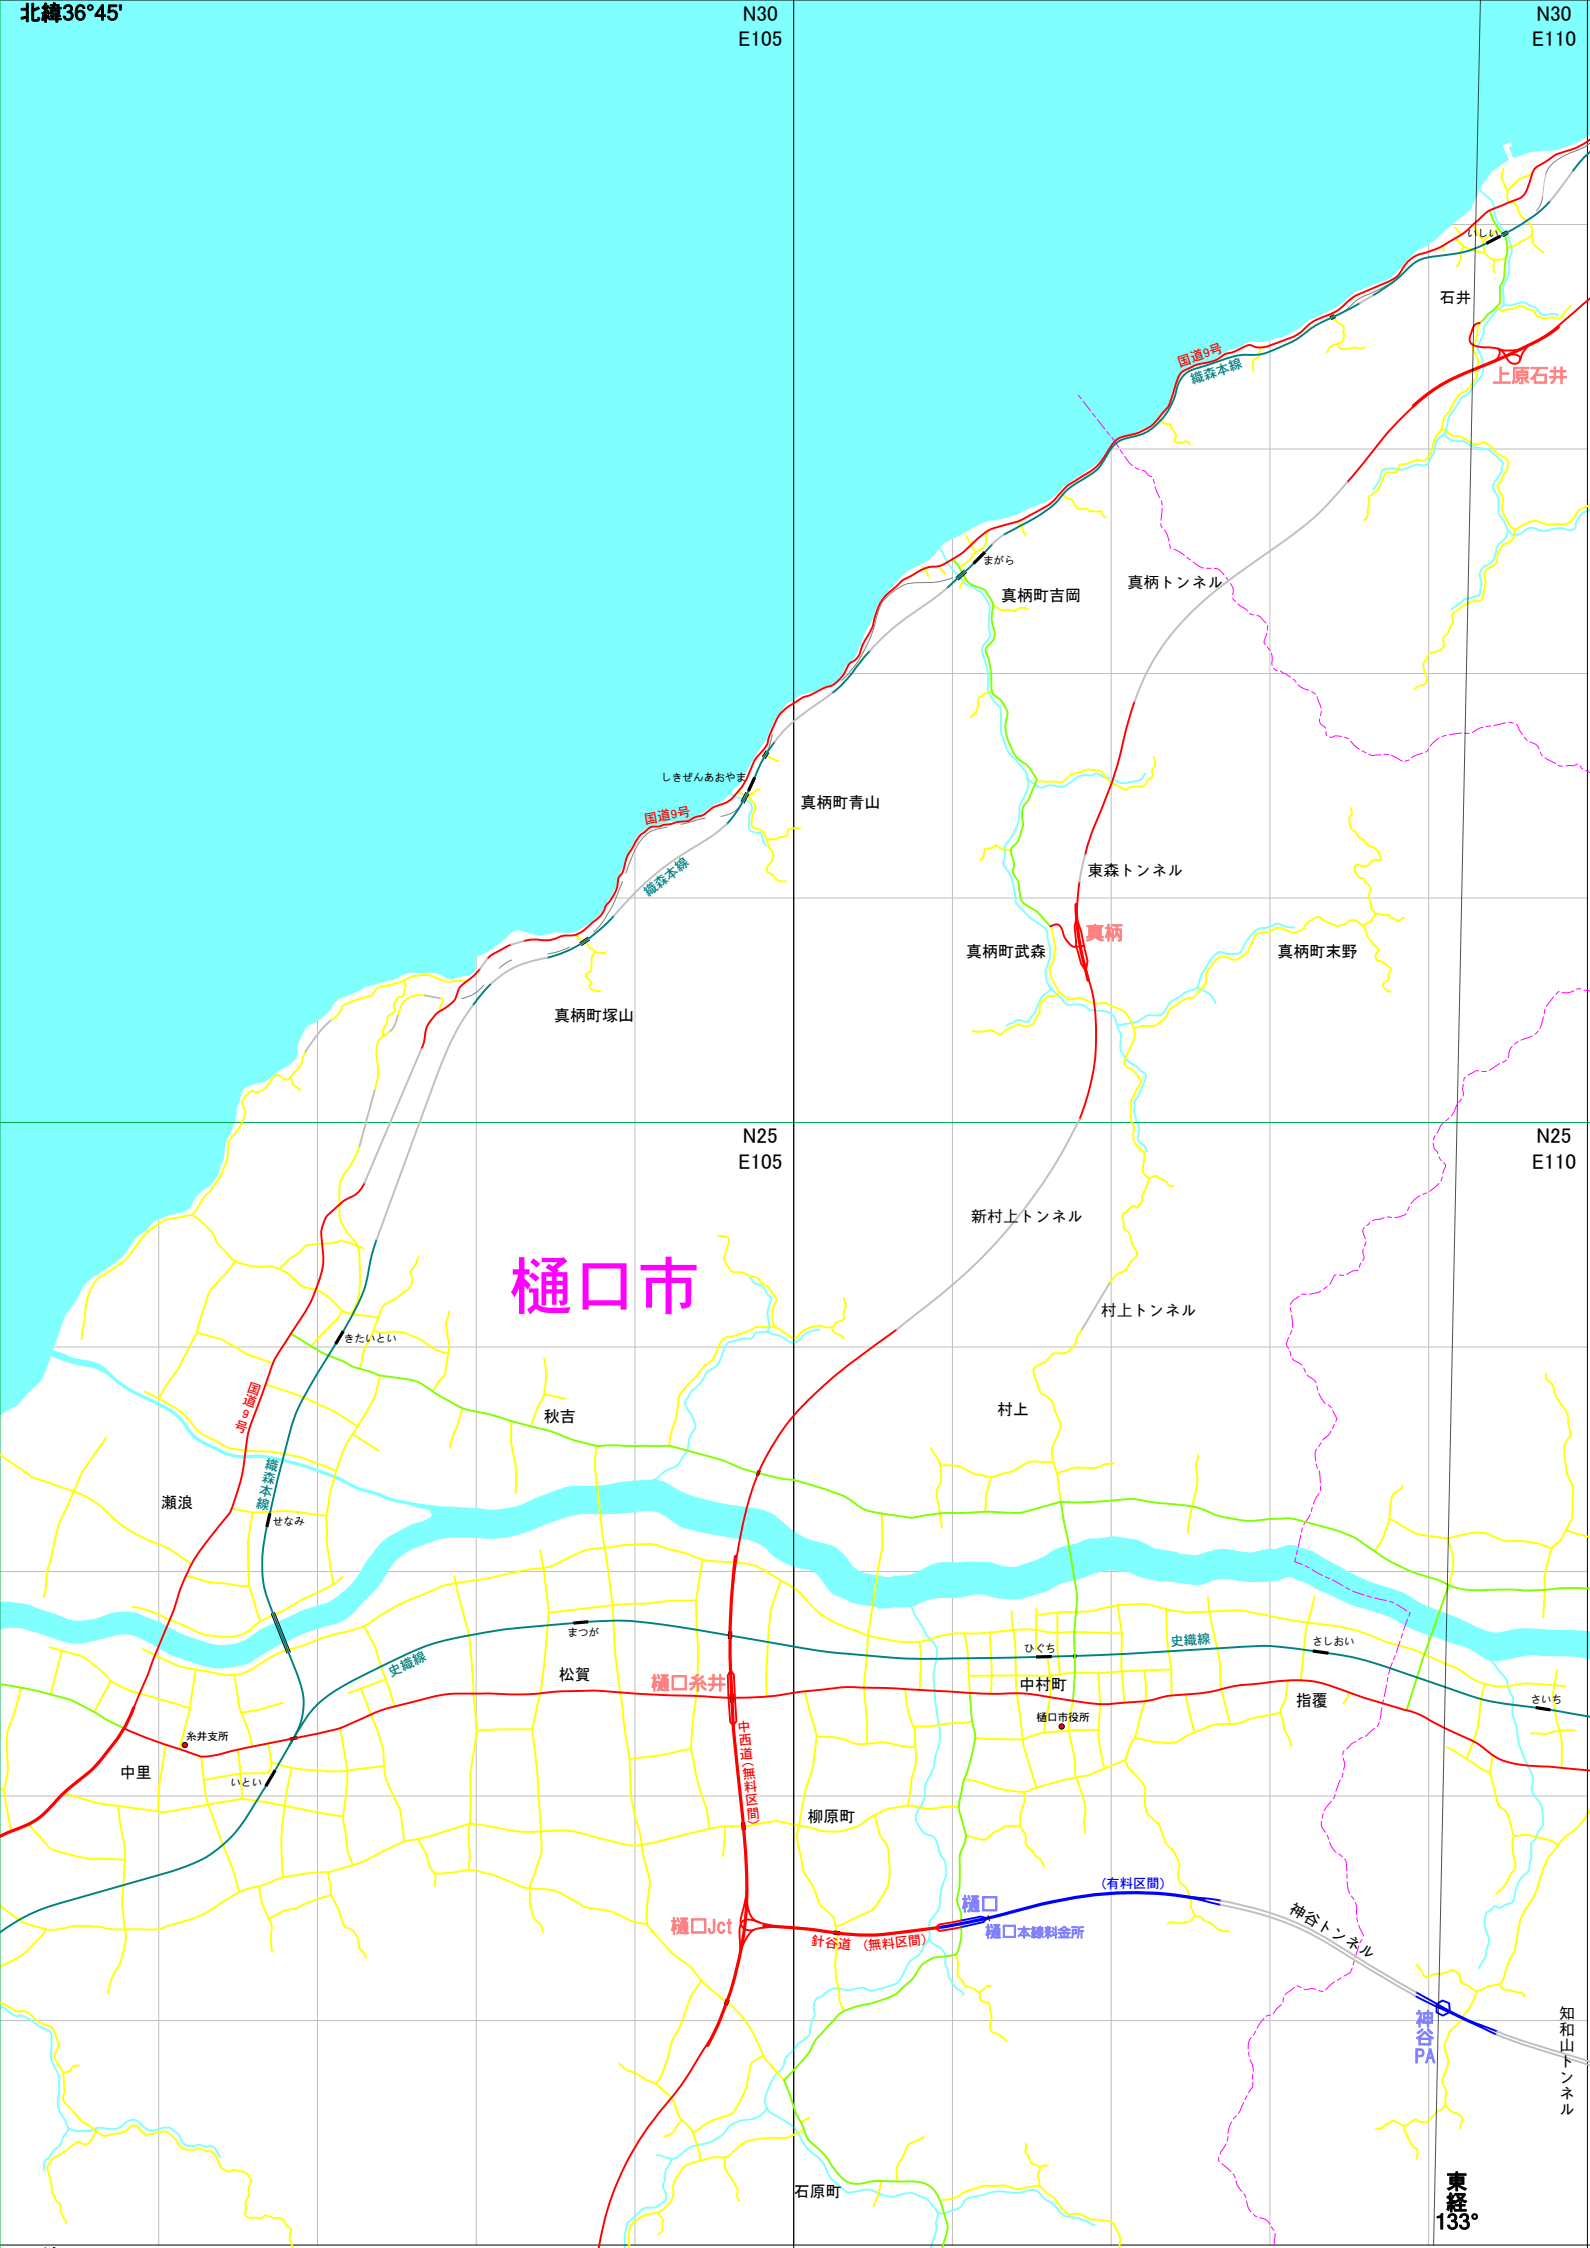 北緯36°45'
N30
E105
N30
E110
いしい
石井
上原石井
国道9号
織森本線
まがら
真柄町吉岡
真柄トンネル
しきぜんあおやま
真柄町青山
国道9号
織森本線
東森トンネル
真柄
真柄町武森
真柄町末野
真柄町塚山
N25
E105
N25
E110
新村上トンネル
樋口市
村上トンネル
きたいとい
国道9号
秋吉
村上
織森本線
瀬浪
せなみ
まつが
史織線
松賀
ひぐち
史織線
さしおい
樋口糸井
中村町
指覆
さいち
糸井支所
樋口市役所
中西道(無料区間)
中里
いとい
柳原町
(有料区間)
樋口
樋口Jct
樋口本線料金所
針谷道 (無料区間)
神谷トンネル
神谷PA
知和山トンネル
石原町
東経
133°